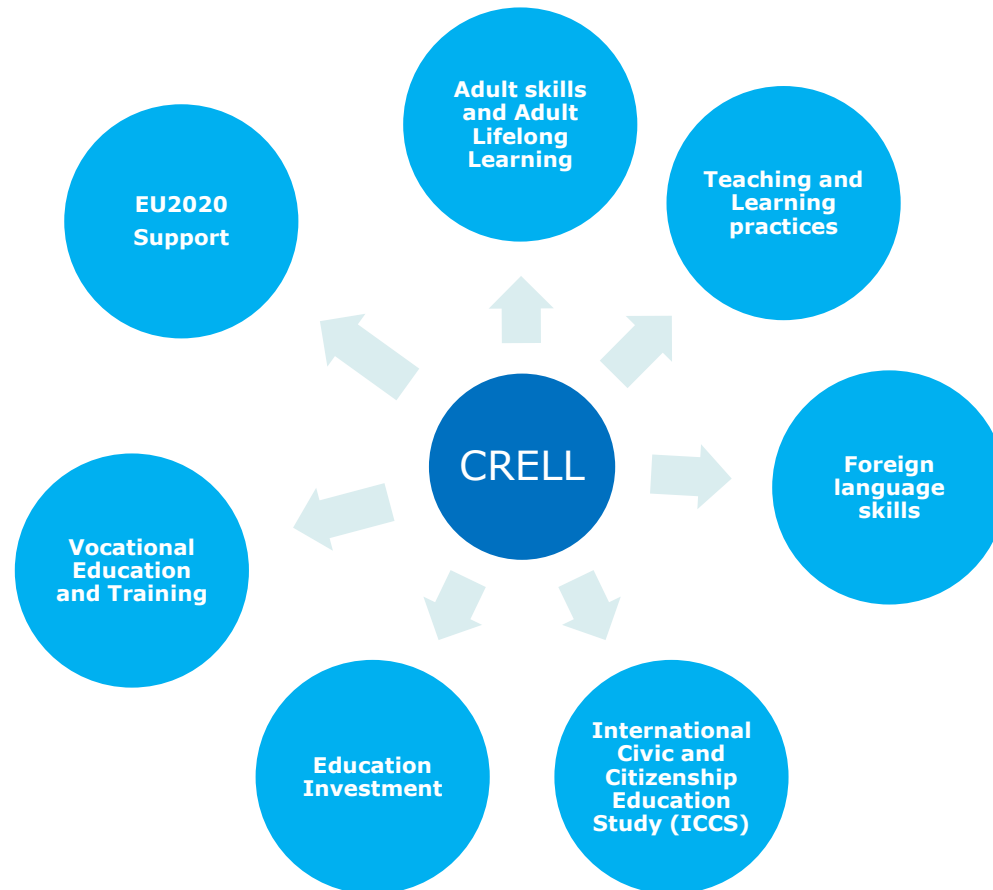 Adult skills
and Adult
Lifelong
Learning
Teaching and
Learning
practices
EU2020
Support
CRELL
Foreign
language
skills
Vocational
Education
and Training
International
Civic and
Citizenship
Education
Study (ICCS)
Education
Investment